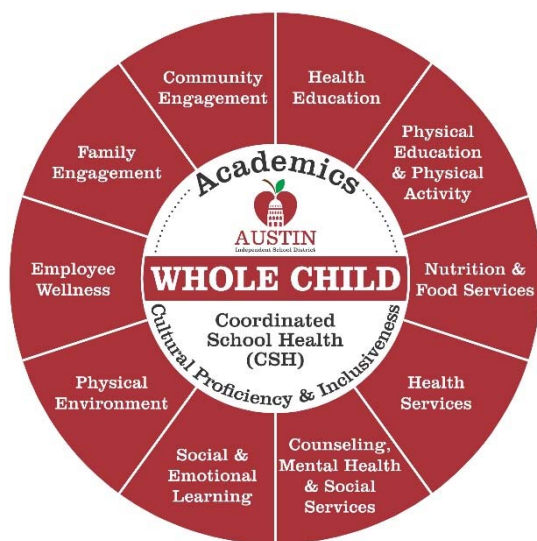 Community
Engagement
Health
Education
Physical
Education
& Physical
Activity
Nutrition &
Food Services
Health
Services
Counseling,
Mental Health
& Social
Services
Social &
Emotional
Learning
Physical
Environment
Employee
Wellness
Family
Engagement
Academics
AUSTIN
Independent School District
WHOLE CHILD
Coordinated
School Health
(CSH)
Cultural Proficiency & Inclusiveness